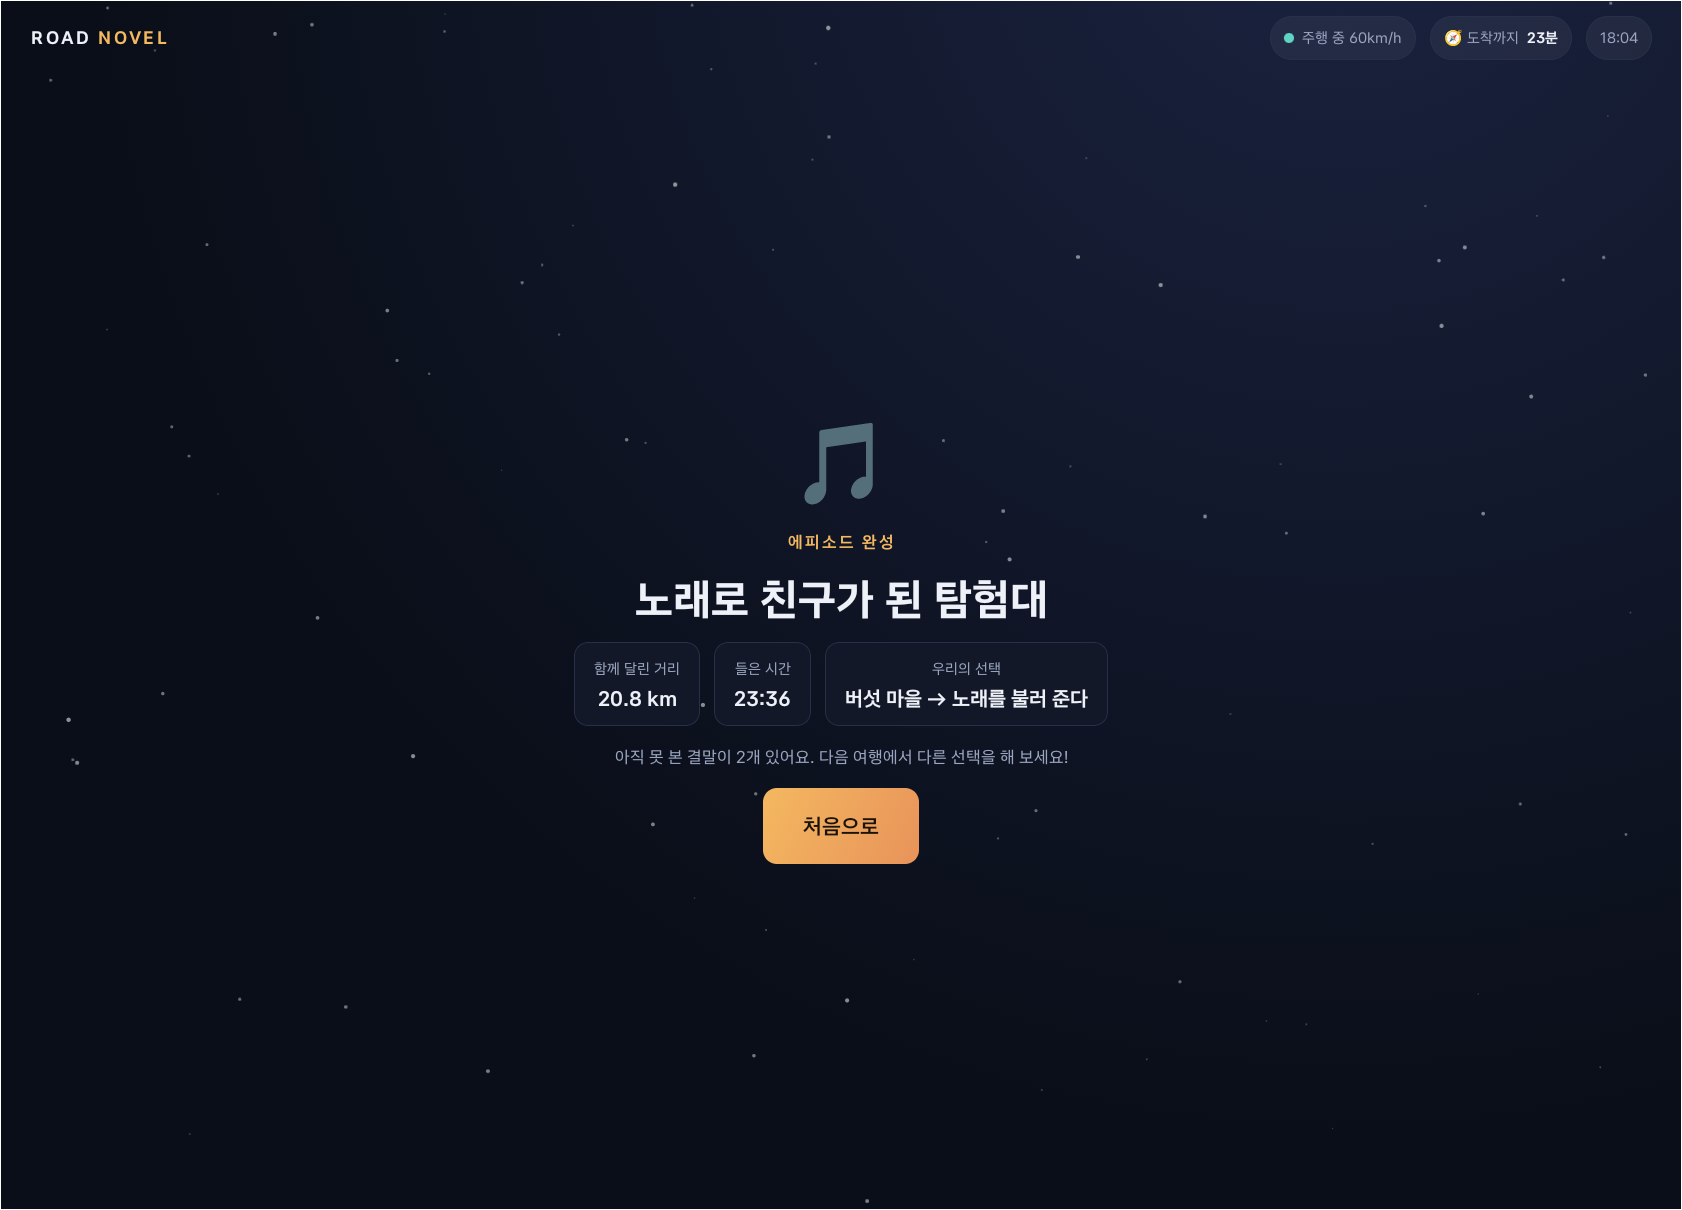 ROAD NOVEL
주행 중 60km/h
도착까지 23분
18:04
에피소드 완성
노래로 친구가 된 탐험대
함께 달린 거리
20.8 km
들은 시간
23:36
우리의 선택
버섯 마을 → 노래를 불러 준다
아직 못 본 결말이 2개 있어요. 다음 여행에서 다른 선택을 해 보세요!
처음으로